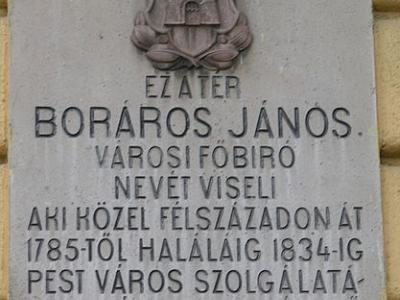 EZ A TÉR
BORÁROS JÁNOS.
VÁROSI FŐBIRÓ
NEVÉT VISELI
AKI KÖZEL FÉLSZÁZADON ÁT
1785-TŐL HALÁLÁIG 1834-IG
PEST VÁROS SZOLGÁLATÁ-